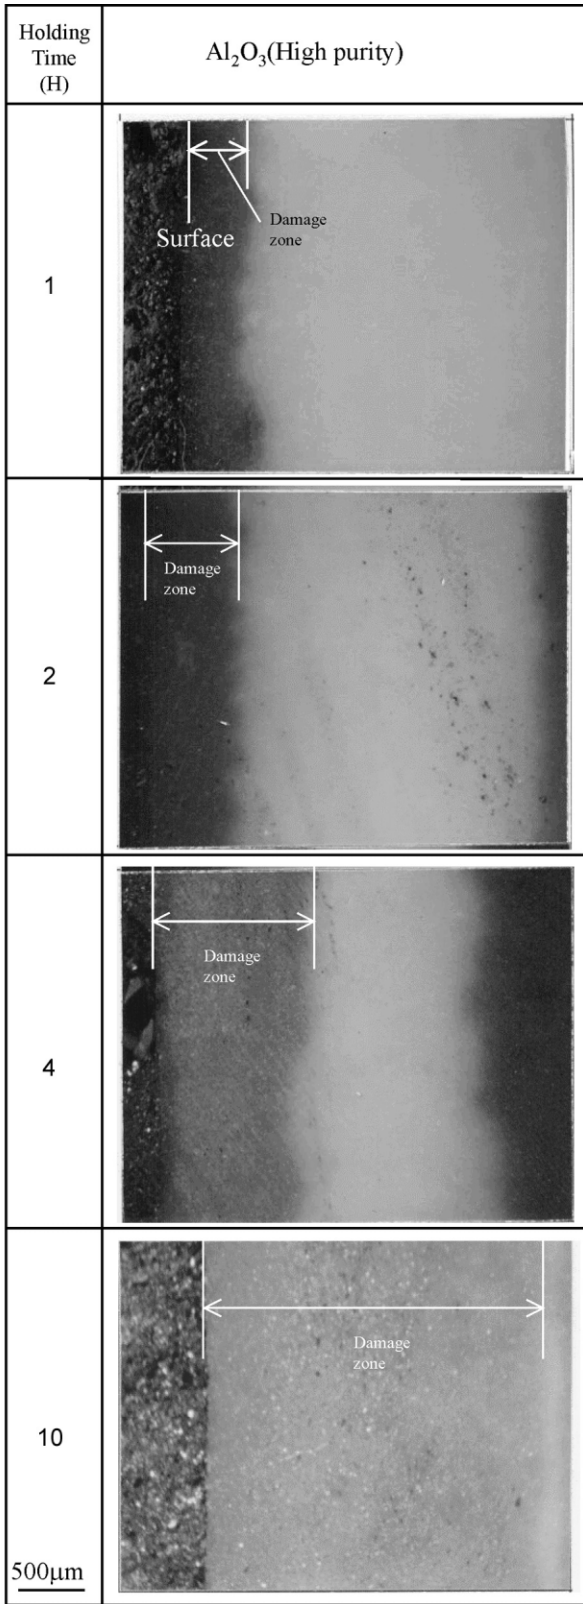 Holding
Time
(H)
Al₂O₃(High purity)
1
Surface
Damage
zone
2
Damage
zone
4
Damage
zone
10
Damage
zone
500μm